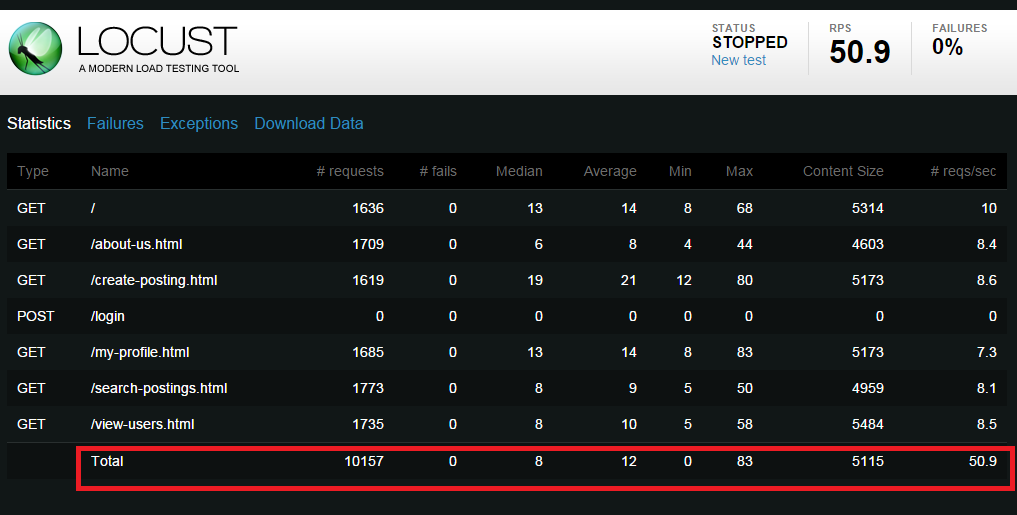 LOCUST
A MODERN LOAD TESTING TOOL
STATUS RPS FAILURES
STOPPED 50.9 0%
New test
Statistics Failures Exceptions Download Data
Type Name # requests # fails Median Average Min Max Content Size # reqs/sec
GET / 1636 0 13 14 8 68 5314 10
GET /about-us.html 1709 0 6 8 4 44 4603 8.4
GET /create-posting.html 1619 0 19 21 12 80 5173 8.6
POST /login 0 0 0 0 0 0 0 0
GET /my-profile.html 1685 0 13 14 8 83 5173 7.3
GET /search-postings.html 1773 0 8 9 5 50 4959 8.1
GET /view-users.html 1735 0 8 10 5 58 5484 8.5
Total 10157 0 8 12 0 83 5115 50.9